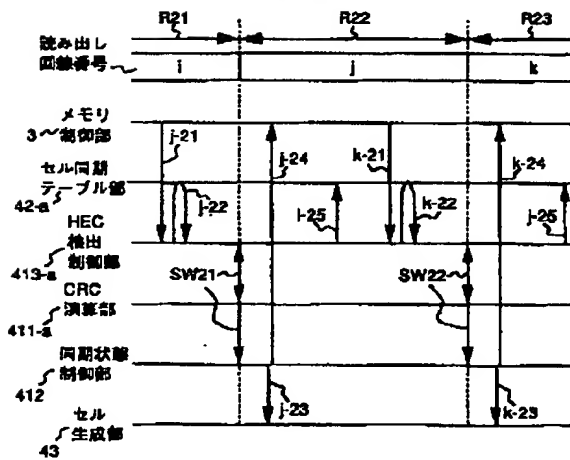 R21 R22 R23
読み出し
回線番号
i j k
メモリ
3 制御部
j-21
j-24
k-21
k-24
セル同期
テーブル部
42-a
j-22
i-25
k-22
j-25
HEC
検出
制御部
413-a
SW21
SW22
CRC
演算部
411-a
同期状態
制御部
412
j-23
k-23
セル
生成部
43